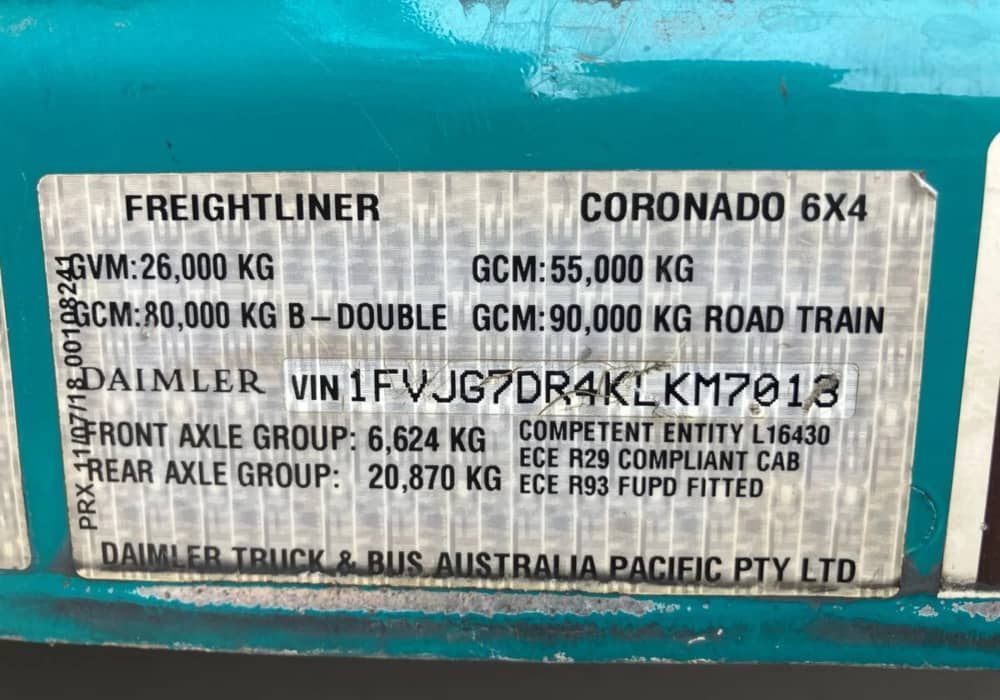 FREIGHTLINER CORONADO 6X4
GVM:26,000 KG GCM:55,000 KG
GCM:80,000 KG B-DOUBLE GCM:90,000 KG ROAD TRAIN
DAIMLER VIN 1FVJG7DR4KLKM7013
FRONT AXLE GROUP: 6,624 KG COMPETENT ENTITY L16430
REAR AXLE GROUP: 20,870 KG ECE R29 COMPLIANT CAB
ECE R93 FUPD FITTED
DAIMLER TRUCK & BUS AUSTRALIA PACIFIC PTY LTD
PRX 11/07/18 00108241